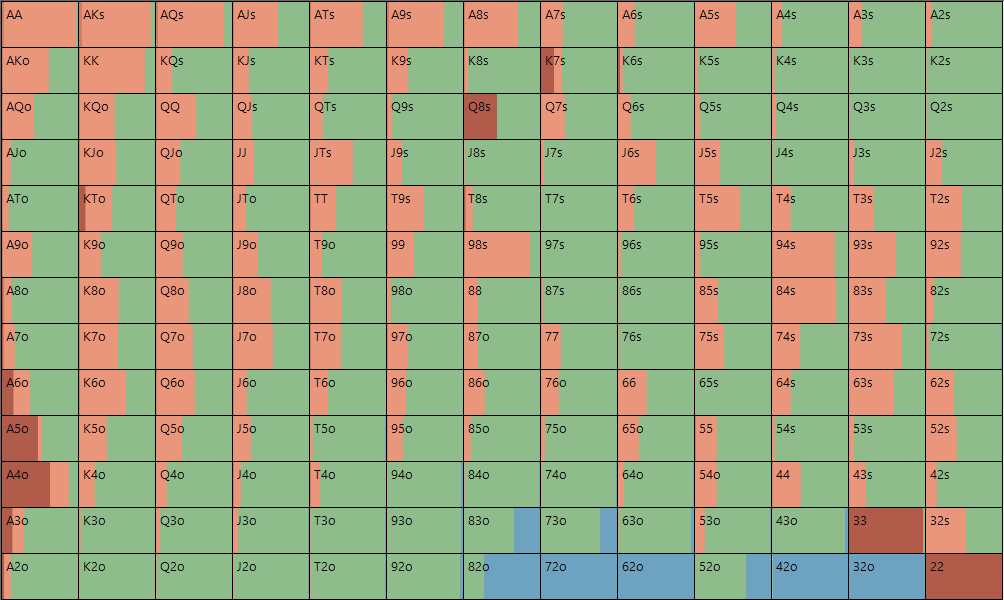 AA AKs AQs AJs ATs A9s A8s A7s A6s A5s A4s A3s A2s
AKo KK KQs KJs KTs K9s K8s K7s K6s K5s K4s K3s K2s
AQo KQo QQ QJs QTs Q9s Q8s Q7s Q6s Q5s Q4s Q3s Q2s
AJo KJo QJo JJ JTs J9s J8s J7s J6s J5s J4s J3s J2s
ATo KTo QTo JTo TT T9s T8s T7s T6s T5s T4s T3s T2s
A9o K9o Q9o J9o T9o 99 98s 97s 96s 95s 94s 93s 92s
A8o K8o Q8o J8o T8o 98o 88 87s 86s 85s 84s 83s 82s
A7o K7o Q7o J7o T7o 97o 87o 77 76s 75s 74s 73s 72s
A6o K6o Q6o J6o T6o 96o 86o 76o 66 65s 64s 63s 62s
A5o K5o Q5o J5o T5o 95o 85o 75o 65o 55 54s 53s 52s
A4o K4o Q4o J4o T4o 94o 84o 74o 64o 54o 44 43s 42s
A3o K3o Q3o J3o T3o 93o 83o 73o 63o 53o 43o 33 32s
A2o K2o Q2o J2o T2o 92o 82o 72o 62o 52o 42o 32o 22